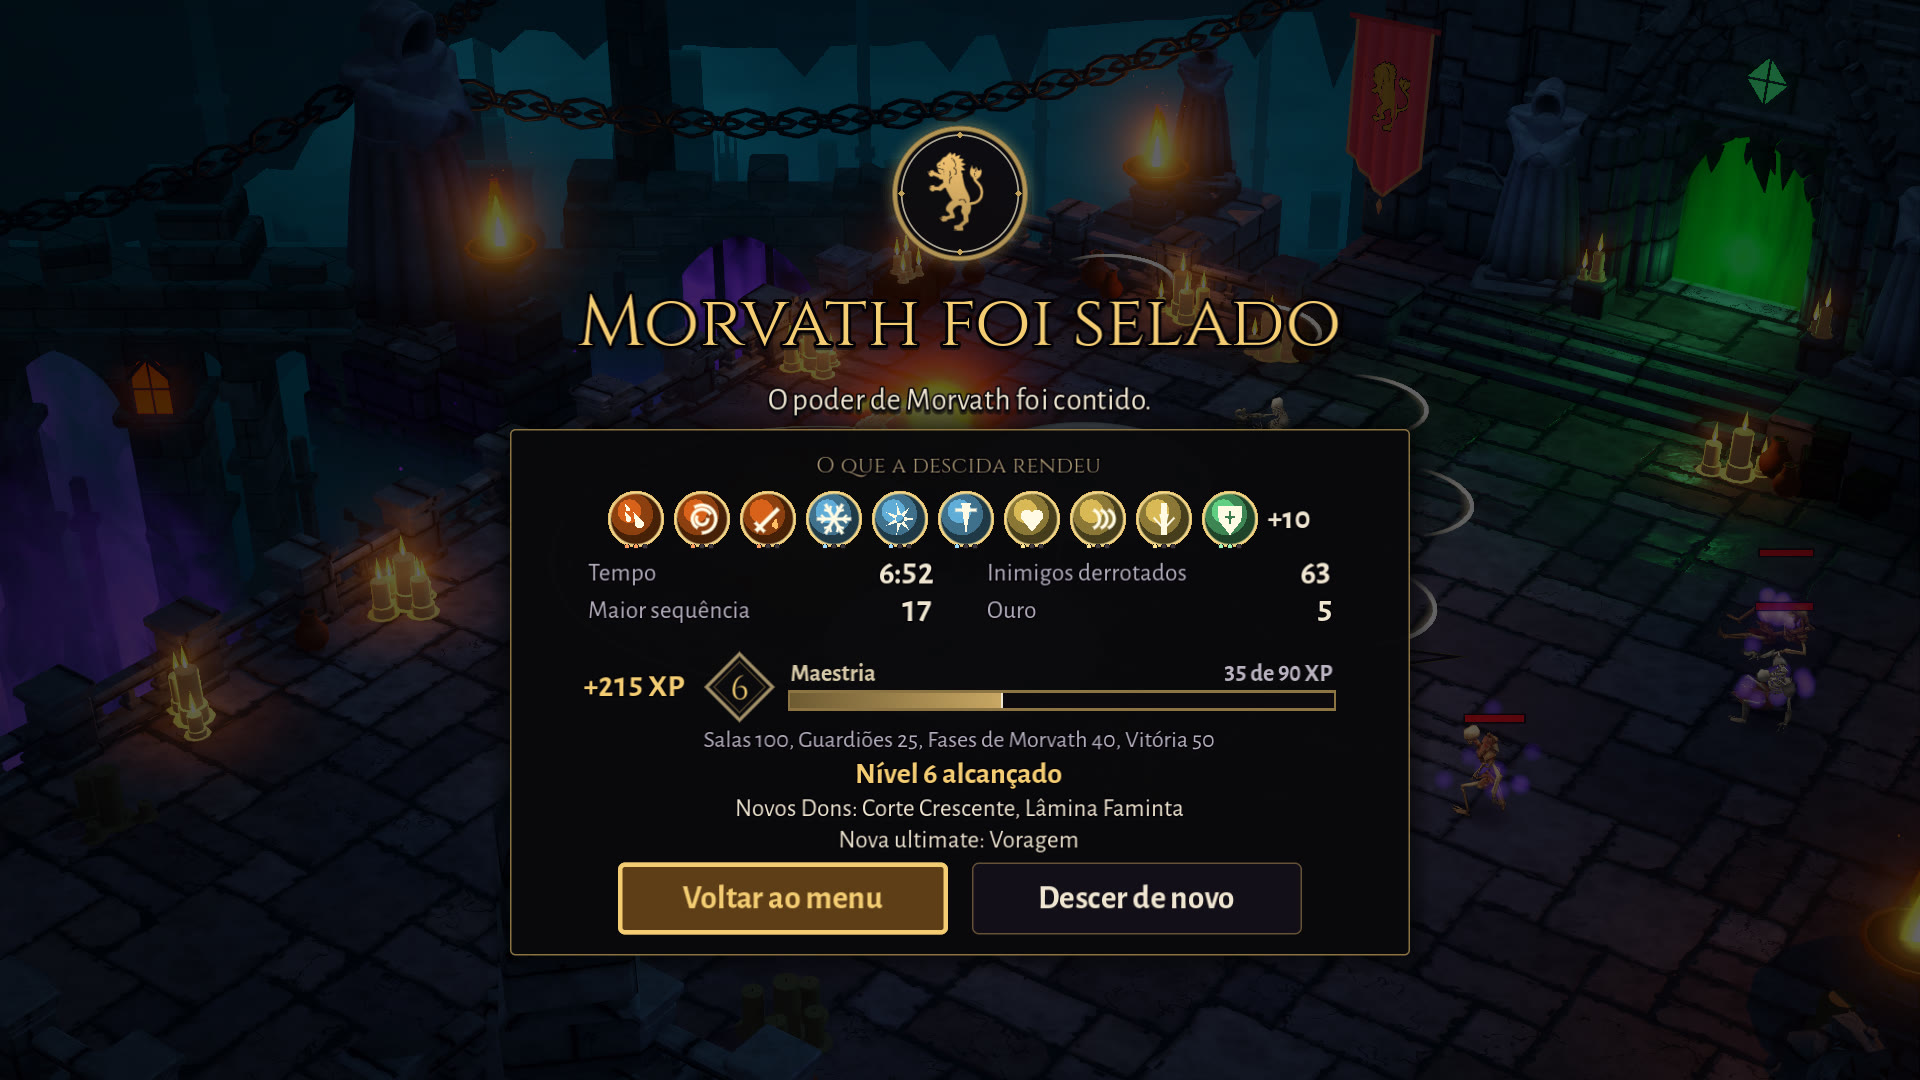 Morvath foi selado
O poder de Morvath foi contido.
O que a descida rendeu
+10
Tempo 6:52 Inimigos derrotados 63
Maior sequência 17 Ouro 5
+215 XP 6 Maestria 35 de 90 XP
Salas 100, Guardiões 25, Fases de Morvath 40, Vitória 50
Nível 6 alcançado
Novos Dons: Corte Crescente, Lâmina Faminta
Nova ultimate: Voragem
Voltar ao menu Descer de novo